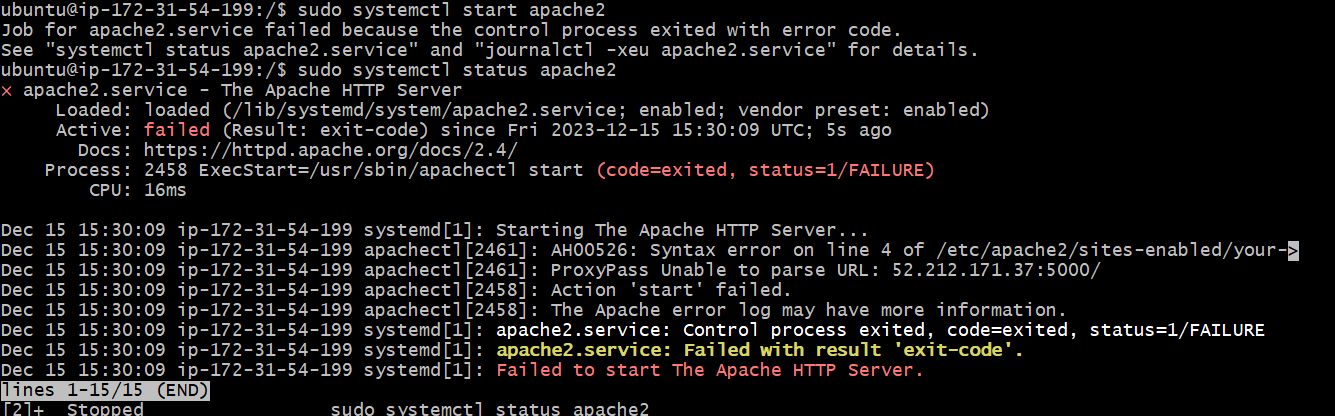 ubuntu@ip-172-31-54-199:/$ sudo systemctl start apache2
Job for apache2.service failed because the control process exited with error code.
See "systemctl status apache2.service" and "journalctl -xeu apache2.service" for details.
ubuntu@ip-172-31-54-199:/$ sudo systemctl status apache2
× apache2.service - The Apache HTTP Server
     Loaded: loaded (/lib/systemd/system/apache2.service; enabled; vendor preset: enabled)
     Active: failed (Result: exit-code) since Fri 2023-12-15 15:30:09 UTC; 5s ago
       Docs: https://httpd.apache.org/docs/2.4/
    Process: 2458 ExecStart=/usr/sbin/apachectl start (code=exited, status=1/FAILURE)
        CPU: 16ms
Dec 15 15:30:09 ip-172-31-54-199 systemd[1]: Starting The Apache HTTP Server...
Dec 15 15:30:09 ip-172-31-54-199 apachectl[2461]: AH00526: Syntax error on line 4 of /etc/apache2/sites-enabled/your->
Dec 15 15:30:09 ip-172-31-54-199 apachectl[2461]: ProxyPass Unable to parse URL: 52.212.171.37:5000/
Dec 15 15:30:09 ip-172-31-54-199 apachectl[2458]: Action 'start' failed.
Dec 15 15:30:09 ip-172-31-54-199 apachectl[2458]: The Apache error log may have more information.
Dec 15 15:30:09 ip-172-31-54-199 systemd[1]: apache2.service: Control process exited, code=exited, status=1/FAILURE
Dec 15 15:30:09 ip-172-31-54-199 systemd[1]: apache2.service: Failed with result 'exit-code'.
Dec 15 15:30:09 ip-172-31-54-199 systemd[1]: Failed to start The Apache HTTP Server.
lines 1-15/15 (END)
[2]+  Stopped                 sudo systemctl status apache2